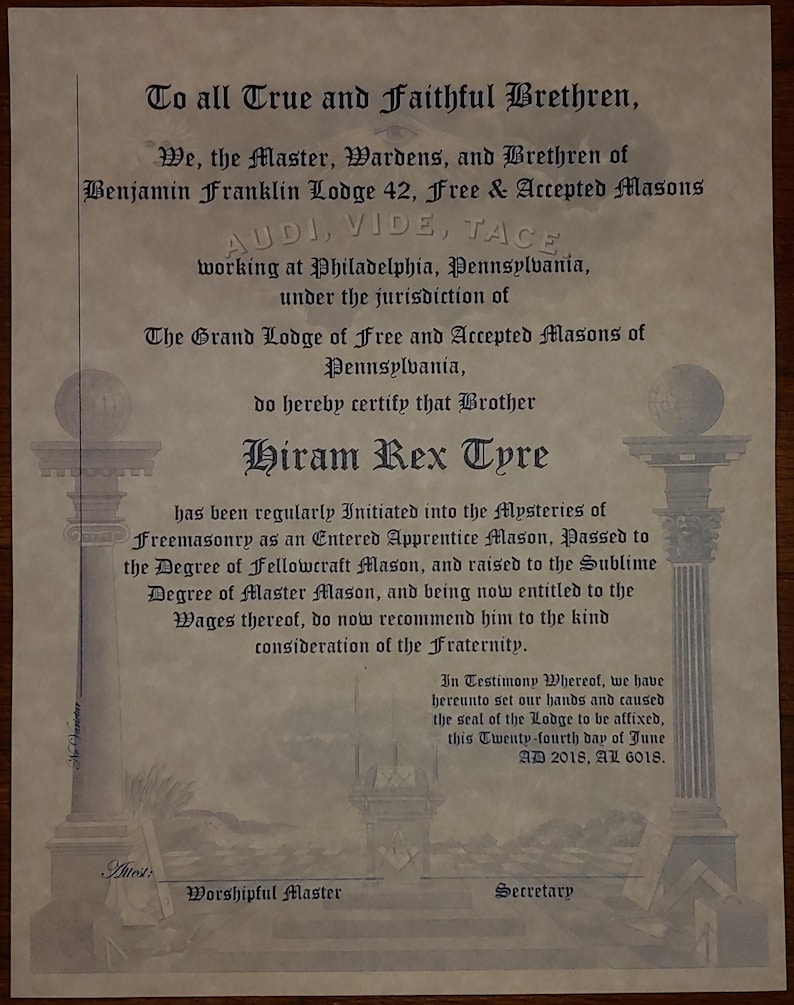 To all True and Faithful Brethren,
We, the Master, Wardens, and Brethren of
Benjamin Franklin Lodge 42, Free & Accepted Masons
AUDI, VIDE, TACE
working at Philadelphia, Pennsylvania,
under the jurisdiction of
The Grand Lodge of Free and Accepted Masons of
Pennsylvania,
do hereby certify that Brother
Hiram Rex Tyre
has been regularly Initiated into the Mysteries of
Freemasonry as an Entered Apprentice Mason, Passed to
the Degree of Fellowcraft Mason, and raised to the Sublime
Degree of Master Mason, and being now entitled to the
Wages thereof, do now recommend him to the kind
consideration of the Fraternity.
In Testimony Whereof, we have
hereunto set our hands and caused
the seal of the Lodge to be affixed,
this Twenty-fourth day of June
AD 2018, AL 6018.
Ne Varietur
Attest:
Worshipful Master
Secretary